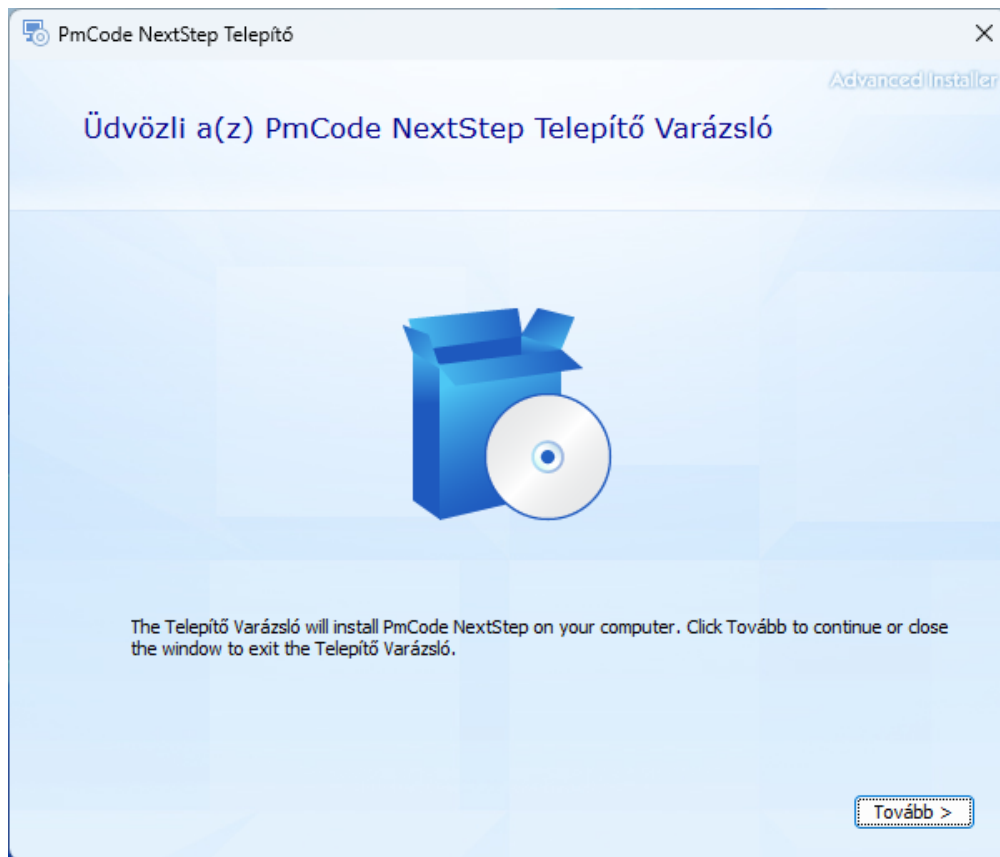 PmCode NextStep Telepítő
Advanced Installer
Üdvözli a(z) PmCode NextStep Telepítő Varázsló
The Telepítő Varázsló will install PmCode NextStep on your computer. Click Tovább to continue or close
the window to exit the Telepítő Varázsló.
Tovább >